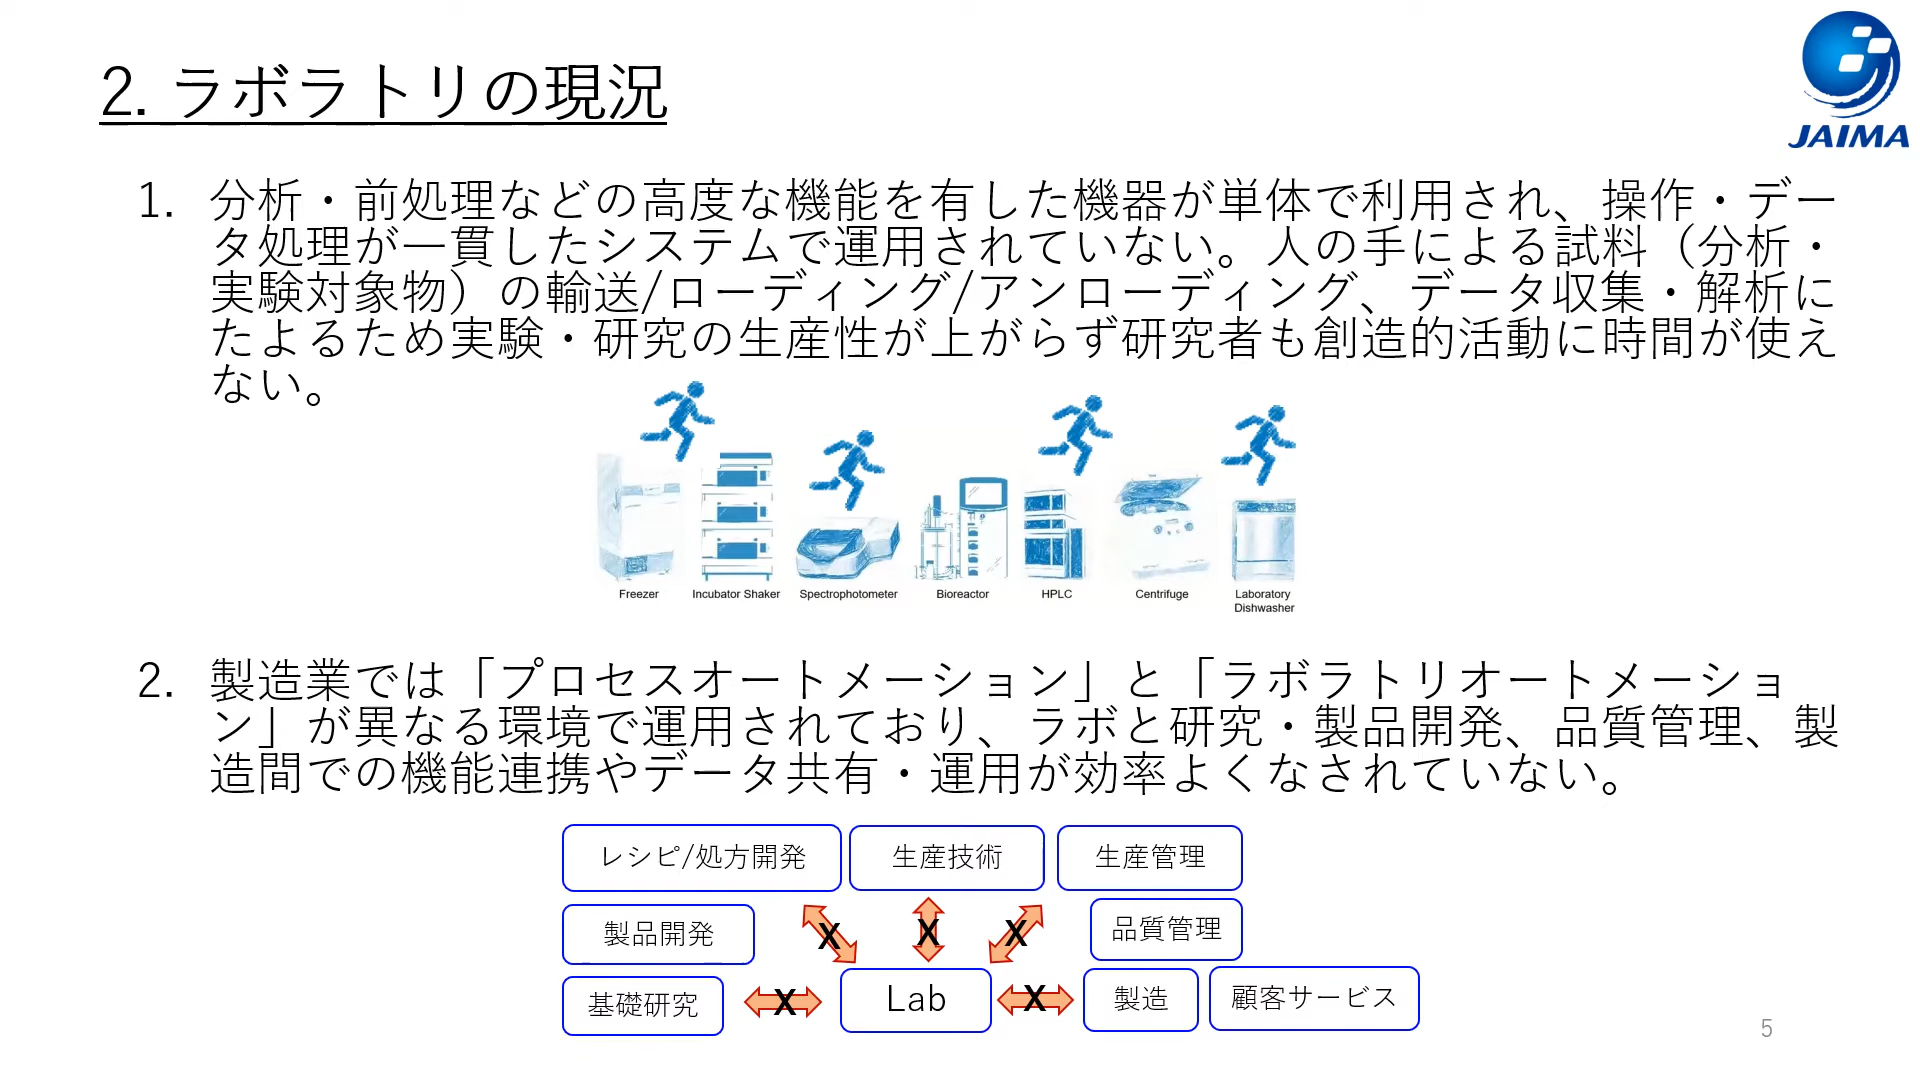 2. ラボラトリの現況
JAIMA
1. 分析・前処理などの高度な機能を有した機器が単体で利用され、操作・デー
タ処理が一貫したシステムで運用されていない。人の手による試料（分析・
実験対象物）の輸送/ローディング/アンローディング、データ収集・解析に
たよるため実験・研究の生産性が上がらず研究者も創造的活動に時間が使え
ない。
Freezer
Incubator Shaker
Spectrophotometer
Bioreactor
HPLC
Centrifuge
Laboratory
Dishwasher
2. 製造業では「プロセスオートメーション」と「ラボラトリオートメーショ
ン」が異なる環境で運用されており、ラボと研究・製品開発、品質管理、製
造間での機能連携やデータ共有・運用が効率よくなされていない。
レシピ/処方開発
生産技術
生産管理
製品開発
X
X
X
品質管理
基礎研究
X
Lab
X
製造
顧客サービス
5